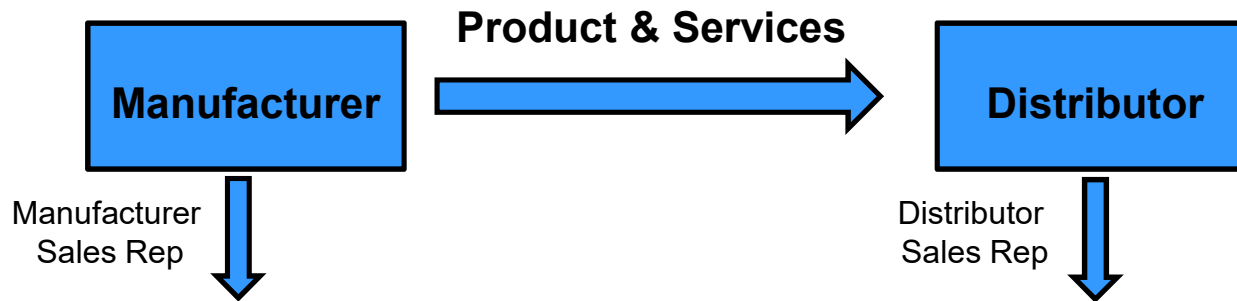 Product & Services
Manufacturer
Distributor
Manufacturer
Sales Rep
Distributor
Sales Rep